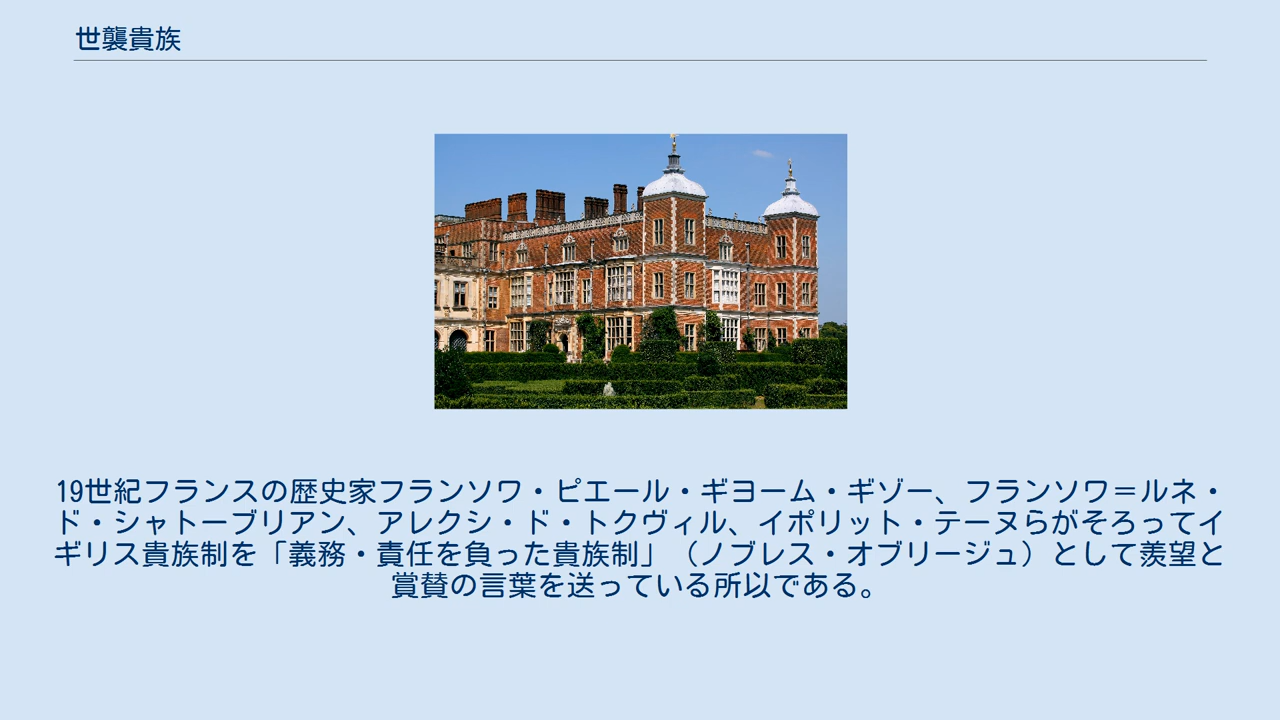 世襲貴族
19世紀フランスの歴史家フランソワ・ピエール・ギヨーム・ギゾー、フランソワ＝ルネ・
ド・シャトーブリアン、アレクシ・ド・トクヴィル、イポリット・テーヌらがそろってイ
ギリス貴族制を「義務・責任を負った貴族制」（ノブレス・オブリージュ）として羨望と
賞賛の言葉を送っている所以である。